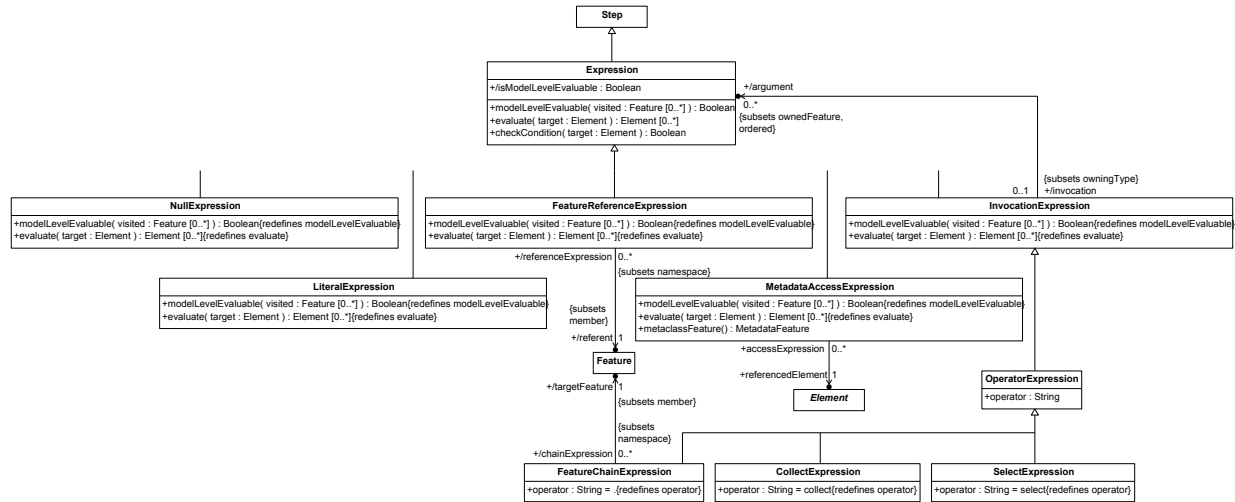 Step
Expression
+/isModelLevelEvaluable : Boolean
+modelLevelEvaluable( visited : Feature [0..*] ) : Boolean
+evaluate( target : Element ) : Element [0..*]
+checkCondition( target : Element ) : Boolean
+/argument
0..*
{subsets ownedFeature,
ordered}
{subsets owningType}
0..1
+/invocation
NullExpression
+modelLevelEvaluable( visited : Feature [0..*] ) : Boolean{redefines modelLevelEvaluable}
+evaluate( target : Element ) : Element [0..*]{redefines evaluate}
FeatureReferenceExpression
+modelLevelEvaluable( visited : Feature [0..*] ) : Boolean{redefines modelLevelEvaluable}
+evaluate( target : Element ) : Element [0..*]{redefines evaluate}
InvocationExpression
+modelLevelEvaluable( visited : Feature [0..*] ) : Boolean{redefines modelLevelEvaluable}
+evaluate( target : Element ) : Element [0..*]{redefines evaluate}
+/referenceExpression
0..*
{subsets namespace}
LiteralExpression
+modelLevelEvaluable( visited : Feature [0..*] ) : Boolean{redefines modelLevelEvaluable}
+evaluate( target : Element ) : Element [0..*]{redefines evaluate}
MetadataAccessExpression
+modelLevelEvaluable( visited : Feature [0..*] ) : Boolean{redefines modelLevelEvaluable}
+evaluate( target : Element ) : Element [0..*]{redefines evaluate}
+metaclassFeature() : MetadataFeature
{subsets
member}
+/referent
1
Feature
+accessExpression
0..*
+referencedElement
1
Element
+/targetFeature
1
{subsets member}
{subsets
namespace}
+/chainExpression
0..*
OperatorExpression
+operator : String
FeatureChainExpression
+operator : String = .{redefines operator}
CollectExpression
+operator : String = collect{redefines operator}
SelectExpression
+operator : String = select{redefines operator}